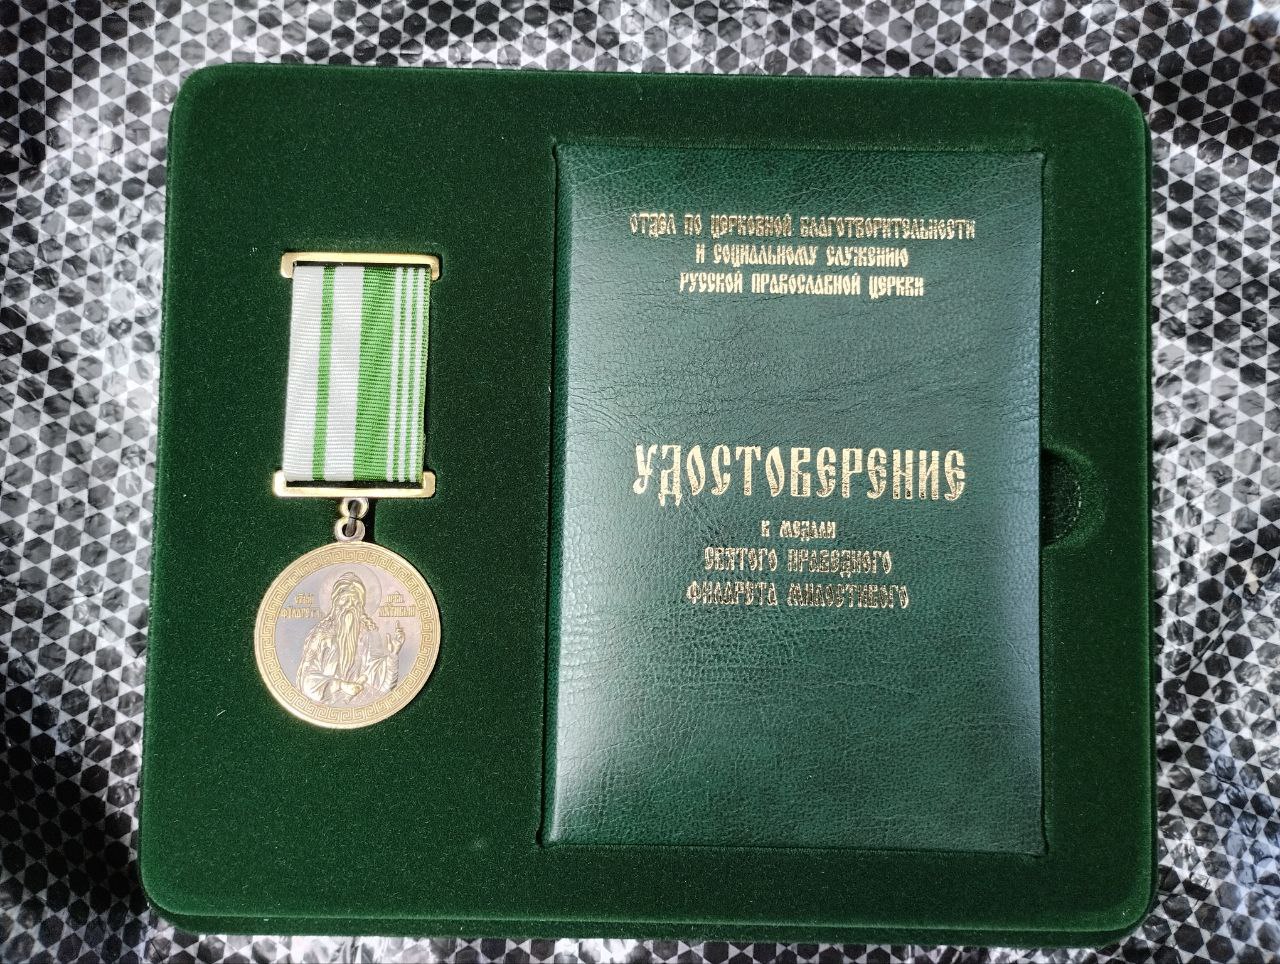 ОТДЕЛ ПО ЦЕРКОВНОЙ БЛАГОТВОРИТЕЛЬНОСТИ
И СОЦИАЛЬНОМУ СЛУЖЕНИЮ
РУССКОЙ ПРАВОСЛАВНОЙ ЦЕРКВИ
УДОСТОВЕРЕНИЕ
К МЕДАЛИ
СВЯТОГО ПРАВЕДНОГО
ФИЛАРЕТА МИЛОСТИВОГО